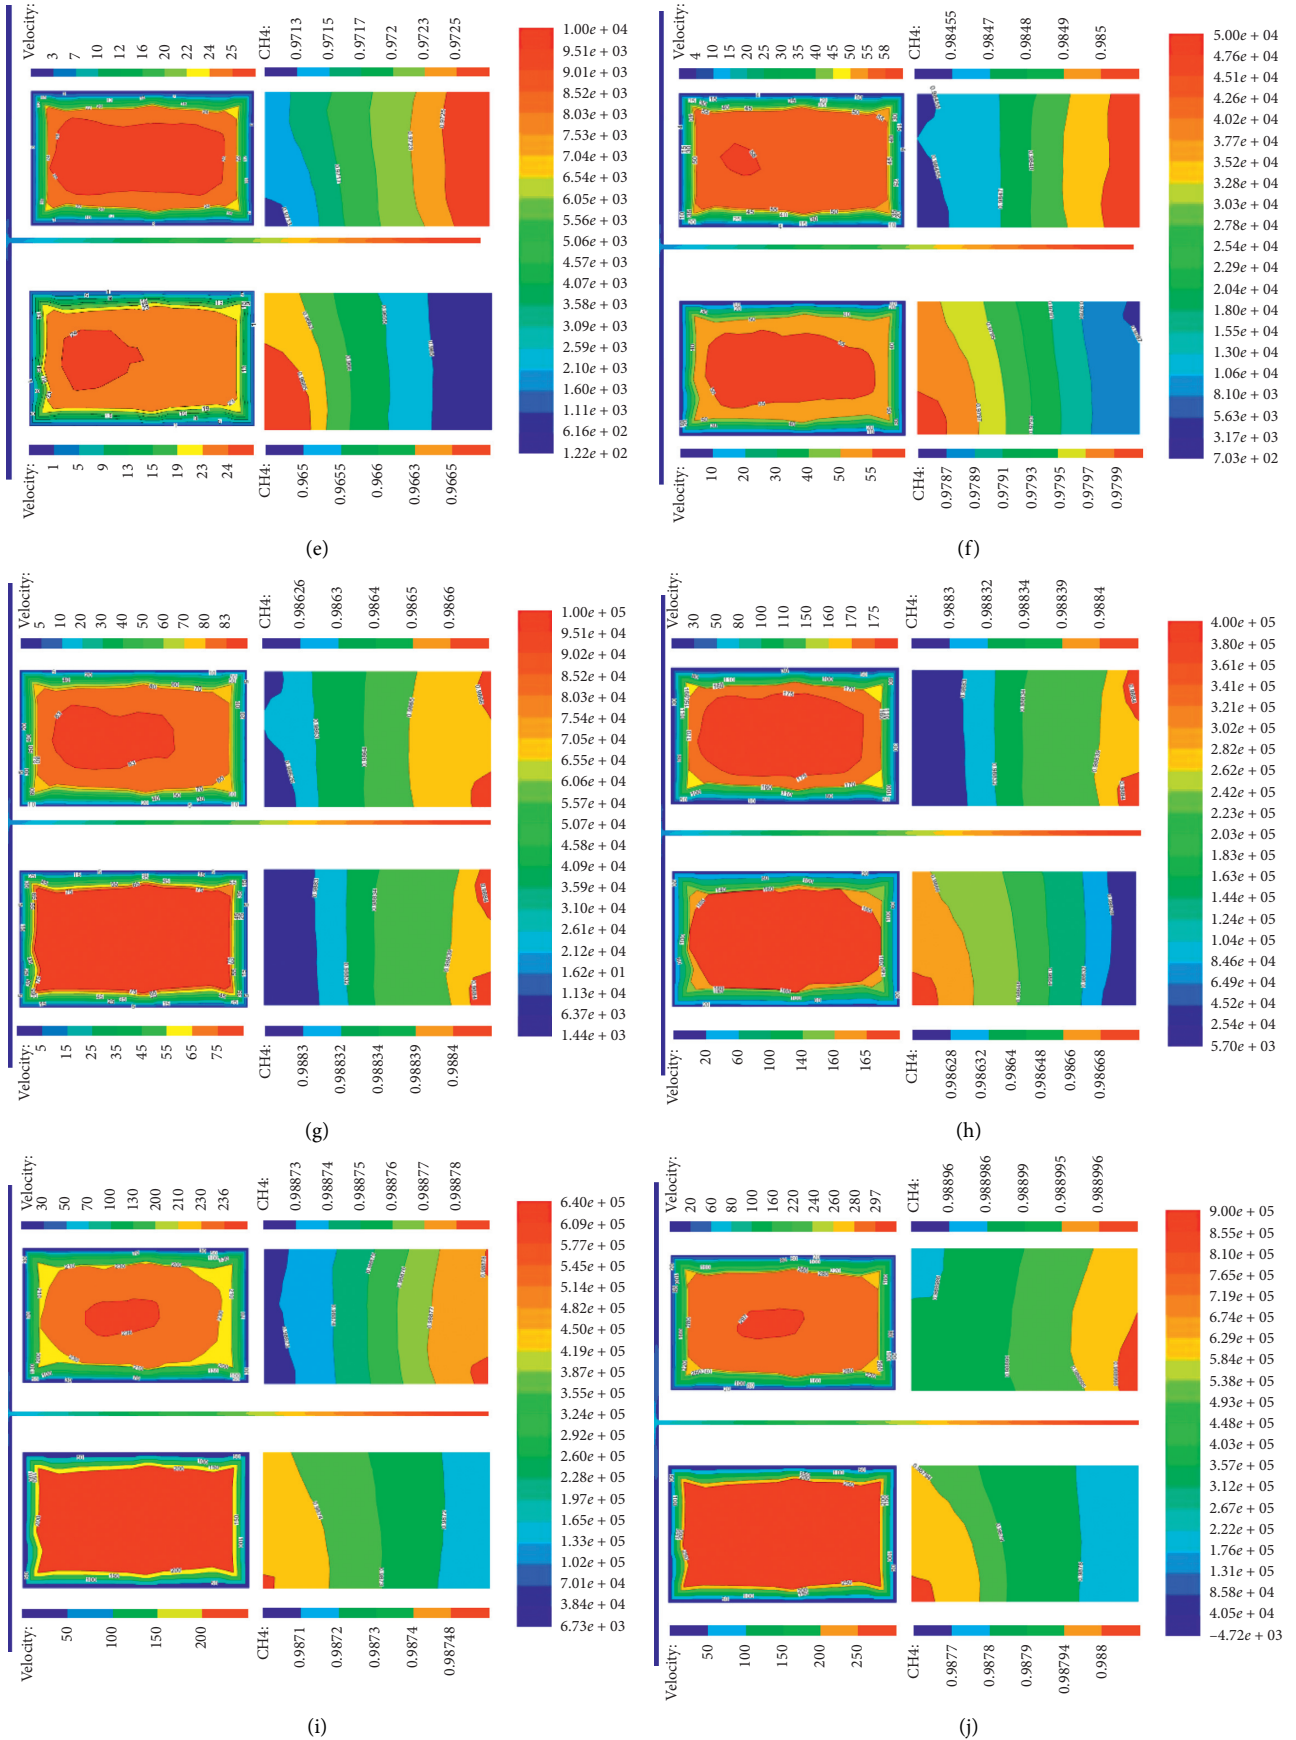 Velocity:
3
7
10
12
16
20
22
24
25
CH4:
0.9713
0.9715
0.9717
0.972
0.9723
0.9725
1.00e + 04
9.51e + 03
9.01e + 03
8.52e + 03
8.03e + 03
7.53e + 03
7.04e + 03
6.54e + 03
6.05e + 03
5.56e + 03
5.06e + 03
4.57e + 03
4.07e + 03
3.58e + 03
3.09e + 03
2.59e + 03
2.10e + 03
1.60e + 03
1.11e + 03
6.16e + 02
1.22e + 02
Velocity:
1
5
9
13
15
19
23
24
CH4:
0.965
0.9655
0.966
0.9663
0.9665
(e)
Velocity:
4
10
15
20
25
30
35
40
45
50
55
58
CH4:
0.98455
0.9847
0.9848
0.9849
0.985
5.00e + 04
4.76e + 04
4.51e + 04
4.26e + 04
4.02e + 04
3.77e + 04
3.52e + 04
3.28e + 04
3.03e + 04
2.78e + 04
2.54e + 04
2.29e + 04
2.04e + 04
1.80e + 04
1.55e + 04
1.30e + 04
1.06e + 04
8.10e + 03
5.63e + 03
3.17e + 03
7.03e + 02
Velocity:
10
20
30
40
50
55
CH4:
0.9787
0.9789
0.9791
0.9793
0.9795
0.9797
0.9799
(f)
Velocity:
5
10
20
30
40
50
60
70
80
83
CH4:
0.98626
0.9863
0.9864
0.9865
0.9866
1.00e + 05
9.51e + 04
9.02e + 04
8.52e + 04
8.03e + 04
7.54e + 04
7.05e + 04
6.55e + 04
6.06e + 04
5.57e + 04
5.07e + 04
4.58e + 04
4.09e + 04
3.59e + 04
3.10e + 04
2.61e + 04
2.12e + 04
1.62e + 01
1.13e + 04
6.37e + 03
1.44e + 03
Velocity:
5
15
25
35
45
55
65
75
CH4:
0.9883
0.98832
0.98834
0.98839
0.9884
(g)
Velocity:
30
50
80
100
110
150
160
170
175
CH4:
0.9883
0.98832
0.98834
0.98839
0.9884
4.00e + 05
3.80e + 05
3.61e + 05
3.41e + 05
3.21e + 05
3.02e + 05
2.82e + 05
2.62e + 05
2.42e + 05
2.23e + 05
2.03e + 05
1.83e + 05
1.63e + 05
1.44e + 05
1.24e + 05
1.04e + 05
8.46e + 04
6.49e + 04
4.52e + 04
2.54e + 04
5.70e + 03
Velocity:
20
60
100
140
160
165
CH4:
0.98628
0.98632
0.9864
0.98648
0.9866
0.98668
(h)
Velocity:
30
50
70
100
130
200
210
230
236
CH4:
0.98873
0.98874
0.98875
0.98876
0.98877
0.98878
6.40e + 05
6.09e + 05
5.77e + 05
5.45e + 05
5.14e + 05
4.82e + 05
4.50e + 05
4.19e + 05
3.87e + 05
3.55e + 05
3.24e + 05
2.92e + 05
2.60e + 05
2.28e + 05
1.97e + 05
1.65e + 05
1.33e + 05
1.02e + 05
7.01e + 04
3.84e + 04
6.73e + 03
Velocity:
50
100
150
200
CH4:
0.9871
0.9872
0.9873
0.9874
0.98748
(i)
Velocity:
20
60
80
100
160
220
240
260
280
297
CH4:
0.98896
0.988986
0.98899
0.988995
0.988996
9.00e + 05
8.55e + 05
8.10e + 05
7.65e + 05
7.19e + 05
6.74e + 05
6.29e + 05
5.84e + 05
5.38e + 05
4.93e + 05
4.48e + 05
4.03e + 05
3.57e + 05
3.12e + 05
2.67e + 05
2.22e + 05
1.76e + 05
1.31e + 05
8.58e + 04
4.05e + 04
−4.72e + 03
Velocity:
50
100
150
200
250
CH4:
0.9877
0.9878
0.9879
0.98794
0.988
(j)